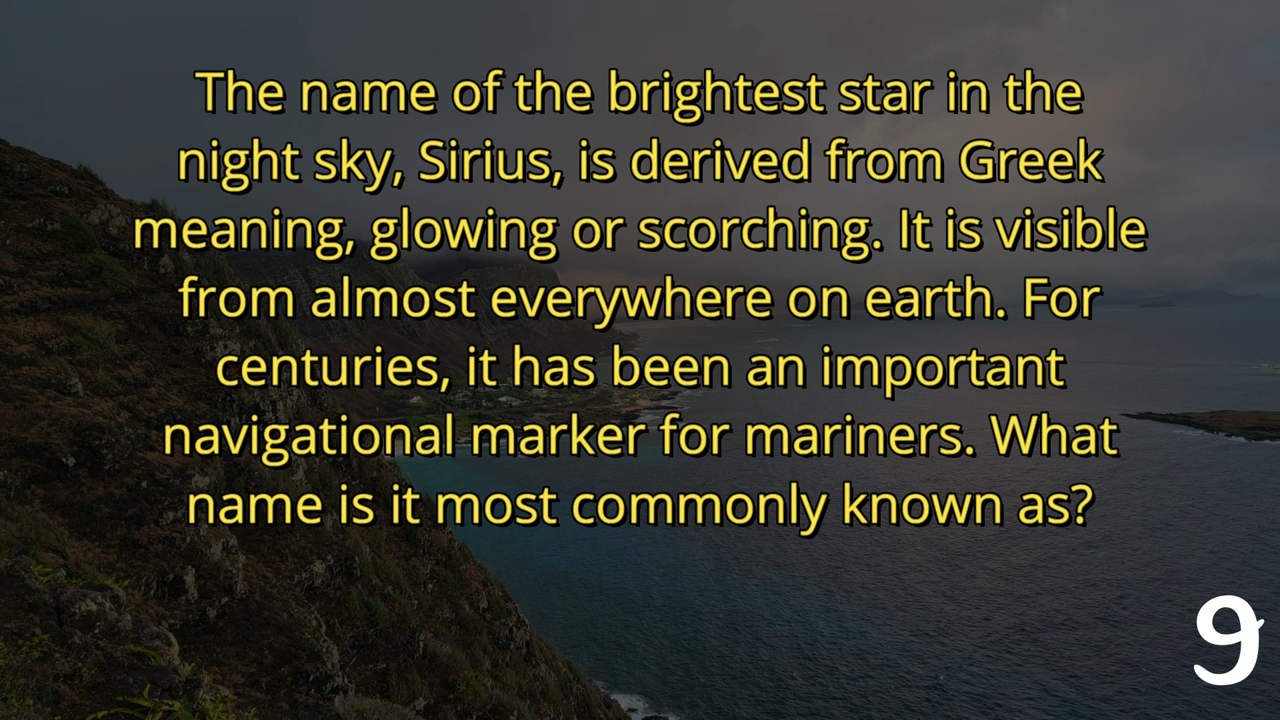 The name of the brightest star in the
night sky, Sirius, is derived from Greek
meaning, glowing or scorching. It is visible
from almost everywhere on earth. For
centuries, it has been an important
navigational marker for mariners. What
name is it most commonly known as?
9